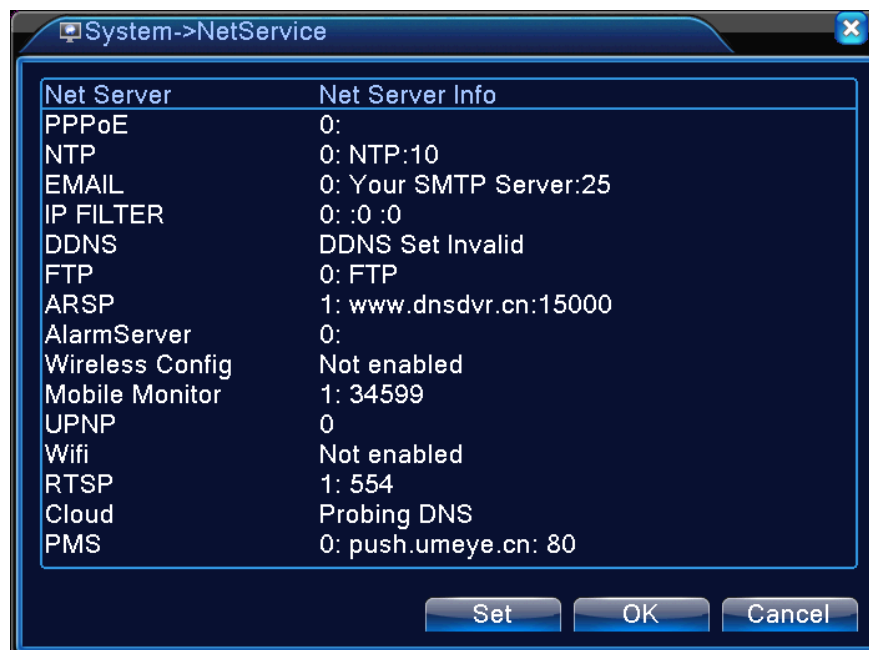 System->NetService
Net Server Net Server Info
PPPoE 0:
NTP 0: NTP:10
EMAIL 0: Your SMTP Server:25
IP FILTER 0: :0 :0
DDNS DDNS Set Invalid
FTP 0: FTP
ARSP 1: www.dnsdvr.cn:15000
AlarmServer 0:
Wireless Config Not enabled
Mobile Monitor 1: 34599
UPNP 0
Wifi Not enabled
RTSP 1: 554
Cloud Probing DNS
PMS 0: push.umeye.cn: 80
Set OK Cancel